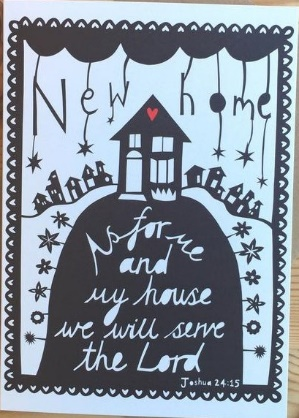 New home
As for me
and
my house
we will serve
the Lord
Joshua 24:15